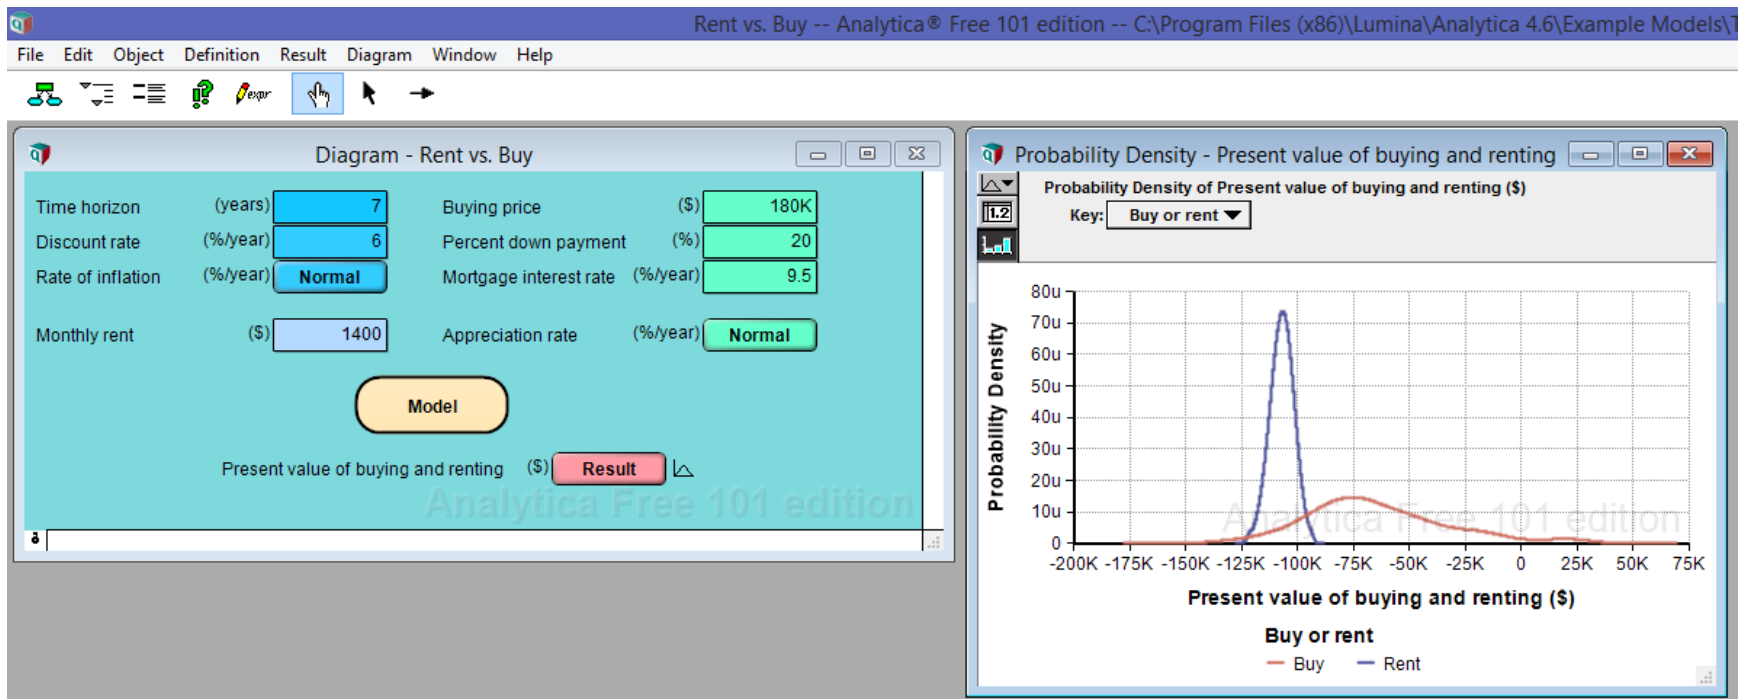 Rent vs. Buy -- Analytica® Free 101 edition -- C:\Program Files (x86)\Lumina\Analytica 4.6\Example Models\
File Edit Object Definition Result Diagram Window Help
expr
Diagram - Rent vs. Buy
Time horizon (years) 7 Buying price ($) 180K
Discount rate (%/year) 6 Percent down payment (%) 20
Rate of inflation (%/year) Normal Mortgage interest rate (%/year) 9.5
Monthly rent ($) 1400 Appreciation rate (%/year) Normal
Model
Present value of buying and renting ($) Result
Analytica Free 101 edition
Probability Density - Present value of buying and renting
Probability Density of Present value of buying and renting ($)
1.2
Key: Buy or rent
80u
70u
60u
50u
40u
30u
20u
10u
0
Probability Density
Analytica Free 101 edition
-200K -175K -150K -125K -100K -75K -50K -25K 0 25K 50K 75K
Present value of buying and renting ($)
Buy or rent
Buy Rent